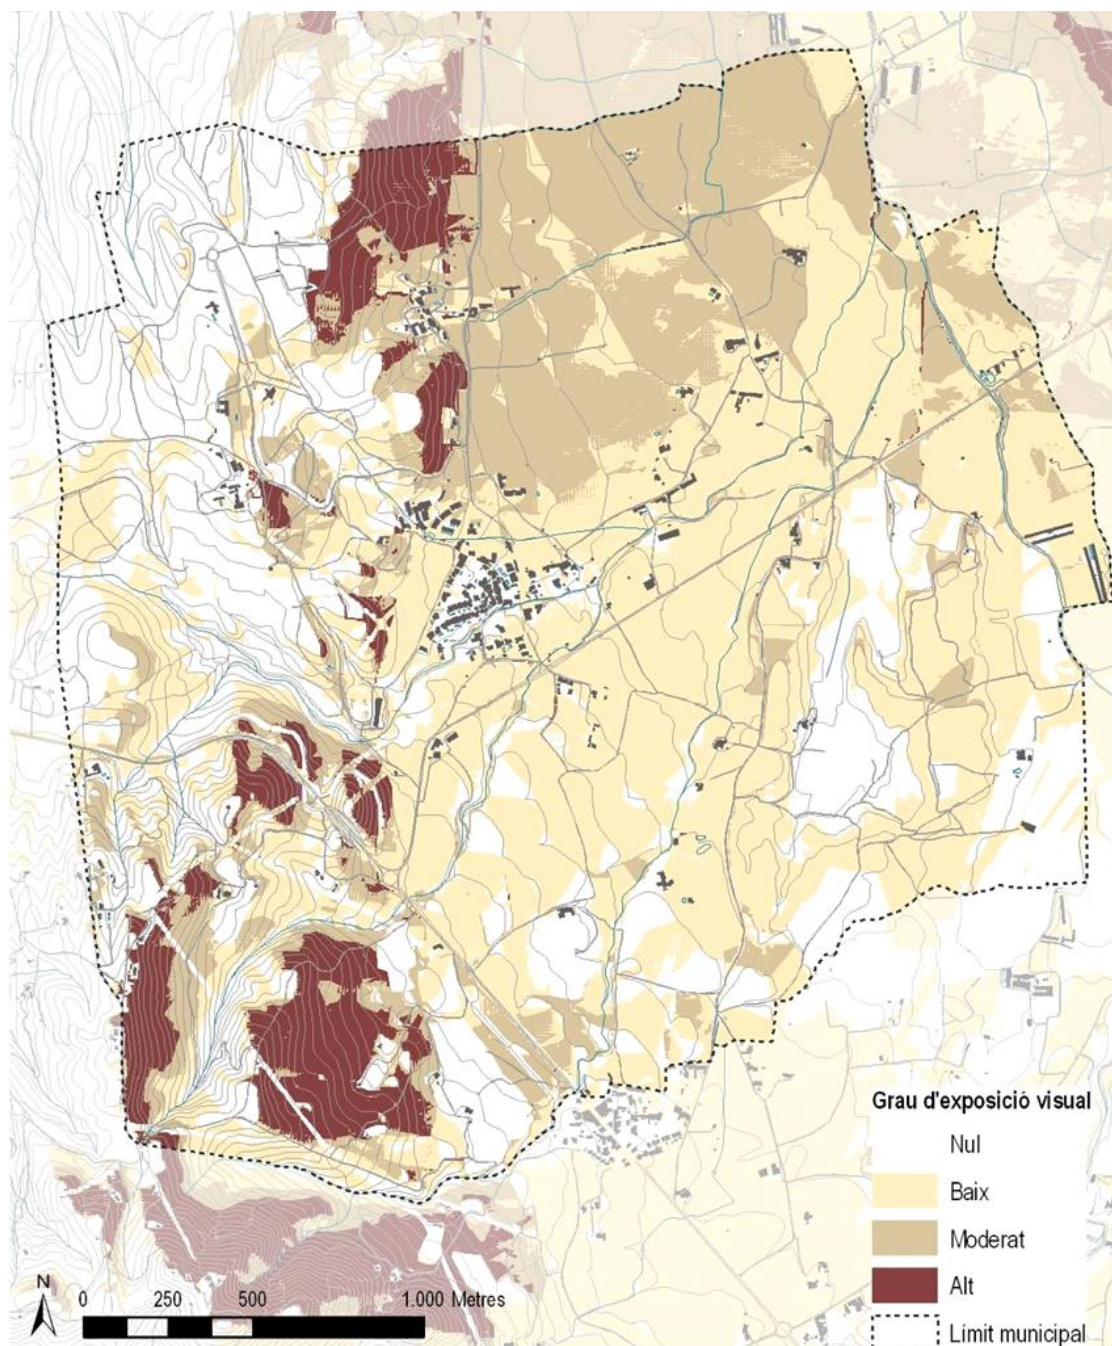 Grau d'exposició visual
Nul
Baix
Moderat
Alt
Límit municipal
N
0 250 500 1.000 Metres